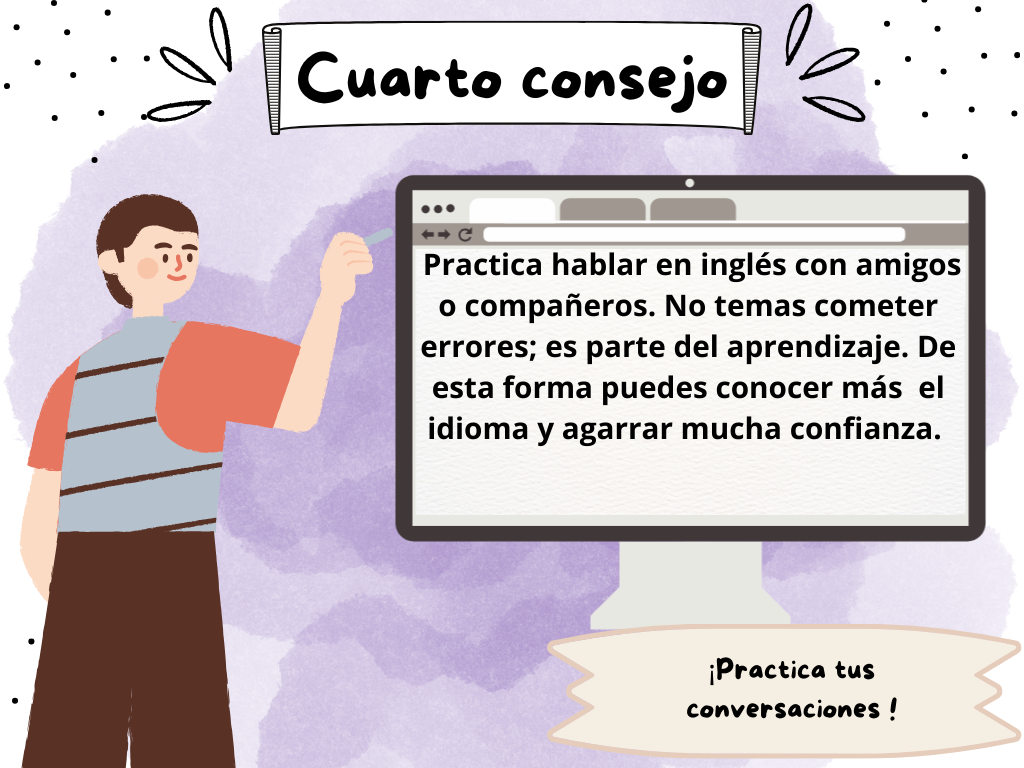 Cuarto consejo
Practica hablar en inglés con amigos
o compañeros. No temas cometer
errores; es parte del aprendizaje. De
esta forma puedes conocer más  el
idioma y agarrar mucha confianza.
¡Practica tus
conversaciones !